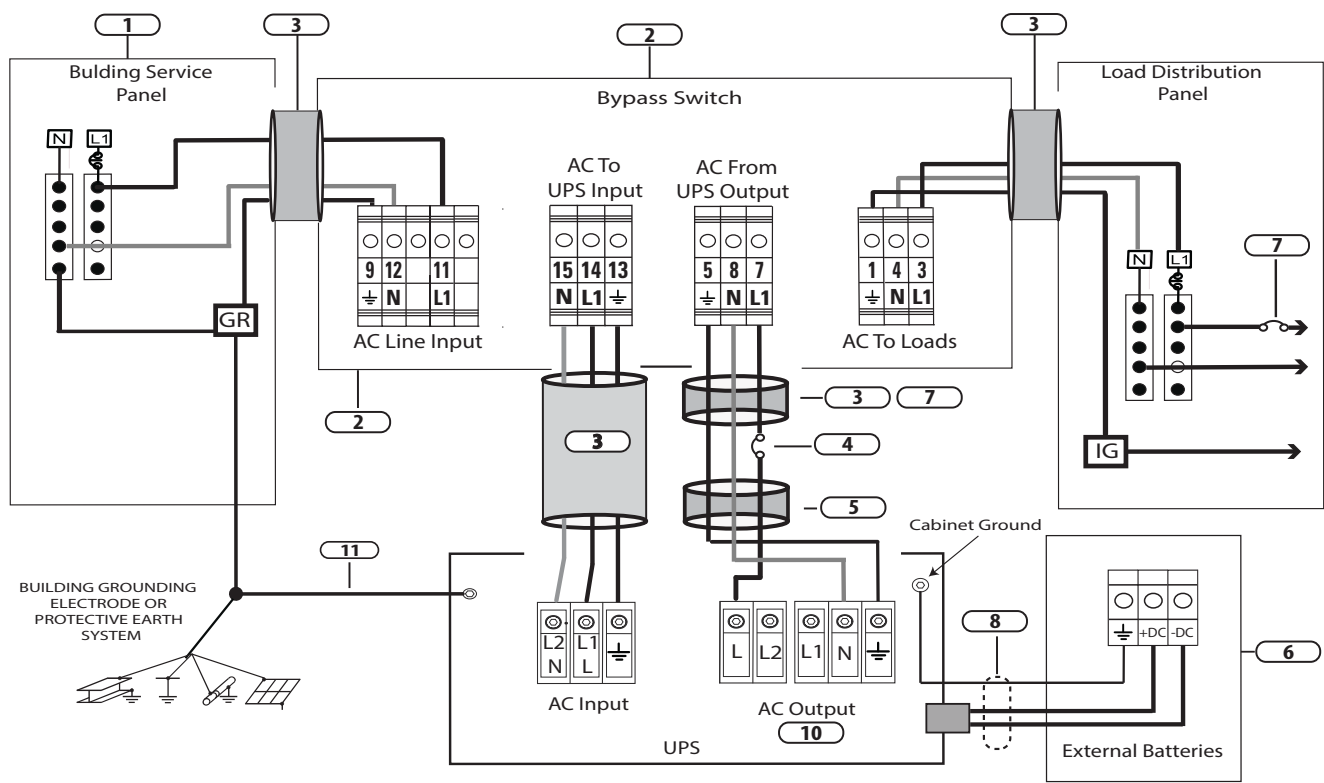 1
3
2
3
Bulding Service
Panel
Bypass Switch
Load Distribution
Panel
N L1
AC To
UPS Input
AC From
UPS Output
9 12 11
⏚ N L1
AC Line Input
15 14 13
N L1 ⏚
5 8 7
⏚ N L1
1 4 3
⏚ N L1
AC To Loads
7
N L1
GR
2
3
3 7
4
5
IG
Cabinet Ground
11
BUILDING GROUNDING
ELECTRODE OR
PROTECTIVE EARTH
SYSTEM
L2 L1 ⏚
N L
AC Input
L L2 L1 N ⏚
AC Output
10
UPS
8
⏚ +DC -DC
6
External Batteries